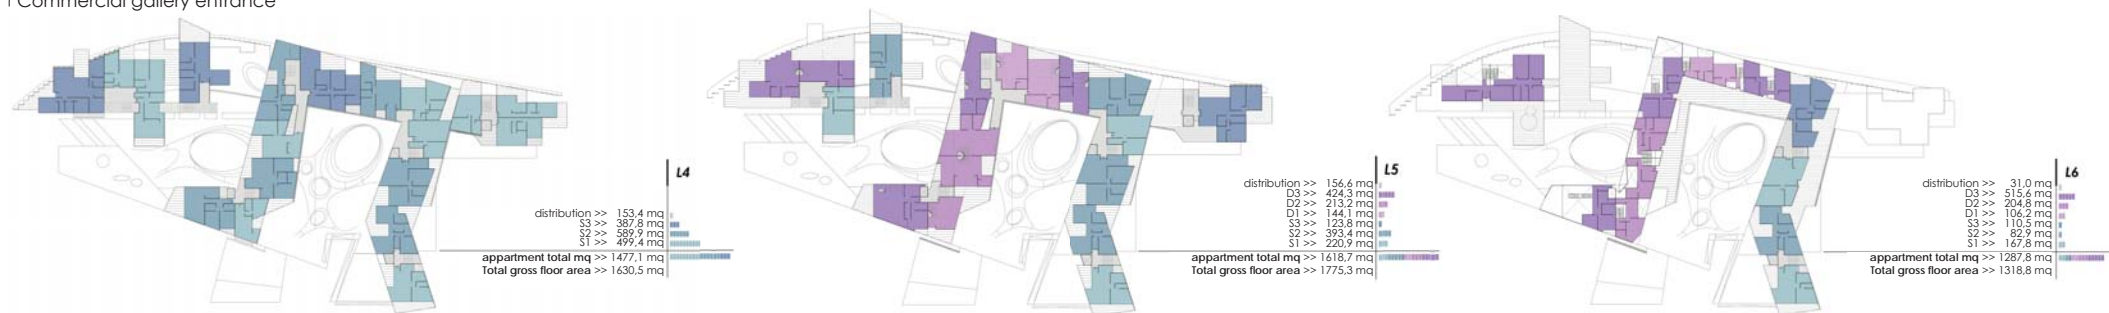 Commercial gallery entrance
L4
distribution >> 153,4 mq
S3 >> 387,8 mq
S2 >> 589,9 mq
S1 >> 499,4 mq
appartment total mq >> 1477,1 mq
Total gross floor area >> 1630,5 mq
L5
distribution >> 156,6 mq
D3 >> 424,3 mq
D2 >> 213,2 mq
D1 >> 144,1 mq
S3 >> 123,8 mq
S2 >> 393,4 mq
S1 >> 220,9 mq
appartment total mq >> 1618,7 mq
Total gross floor area >> 1775,3 mq
L6
distribution >> 31,0 mq
D3 >> 515,6 mq
D2 >> 204,8 mq
D1 >> 106,2 mq
S3 >> 110,5 mq
S2 >> 82,9 mq
S1 >> 167,8 mq
appartment total mq >> 1287,8 mq
Total gross floor area >> 1318,8 mq